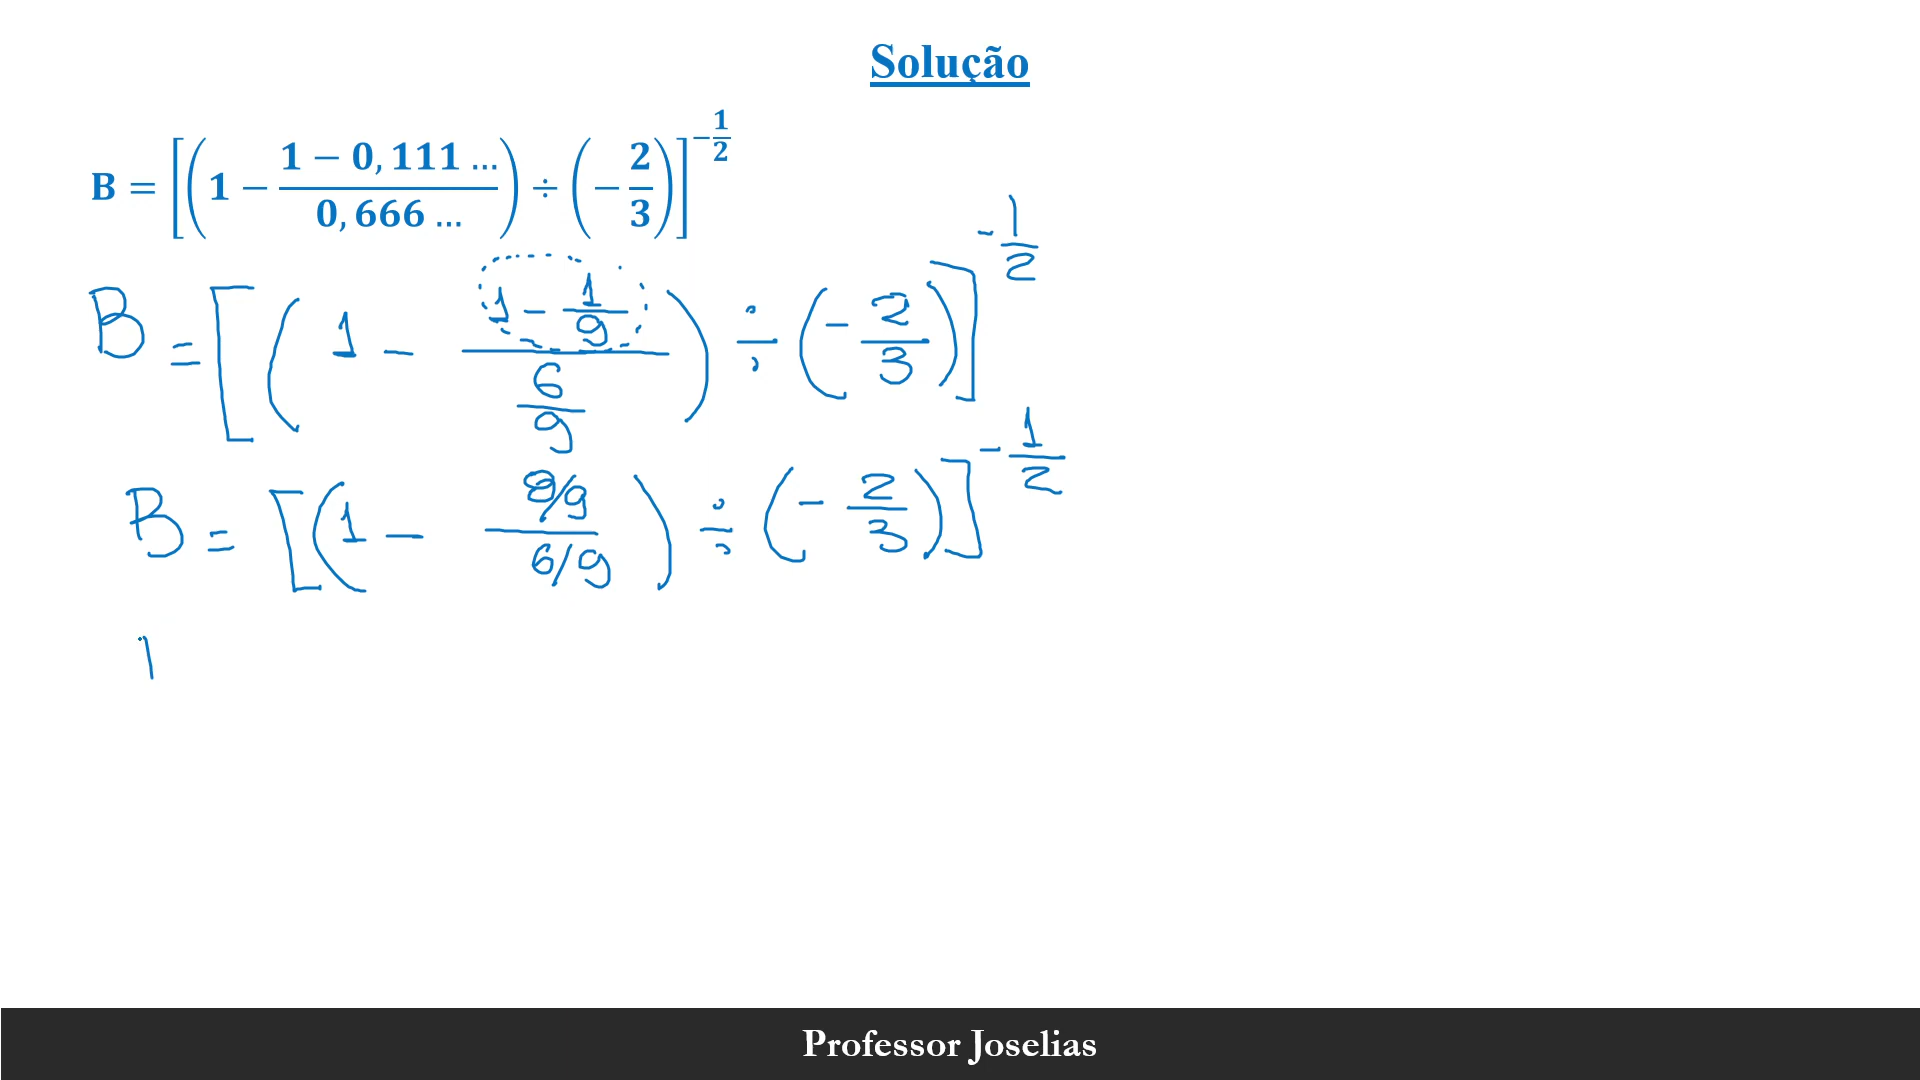 Solução
B = [(1 − (1 − 0,111 ...)/(0,666 ...)) ÷ (−2/3)]^(−1/2)
B = [(1 − (1 − 1/9)/(6/9)) ÷ (−2/3)]^(−1/2)
B = [(1 − (8/9)/(6/9)) ÷ (−2/3)]^(−1/2)
Professor Joselias